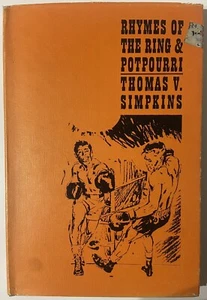 RHYMES OF
THE RING &
POTPOURRI
THOMAS V.
SIMPKINS